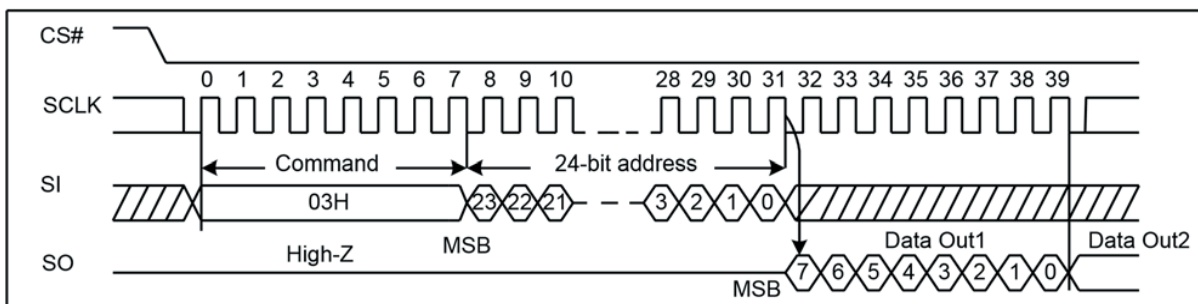 CS#
0 1 2 3 4 5 6 7 8 9 10 28 29 30 31 32 33 34 35 36 37 38 39
SCLK
Command 24-bit address
SI 03H 23 22 21 3 2 1 0
High-Z MSB Data Out1 Data Out2
SO 7 6 5 4 3 2 1 0
MSB